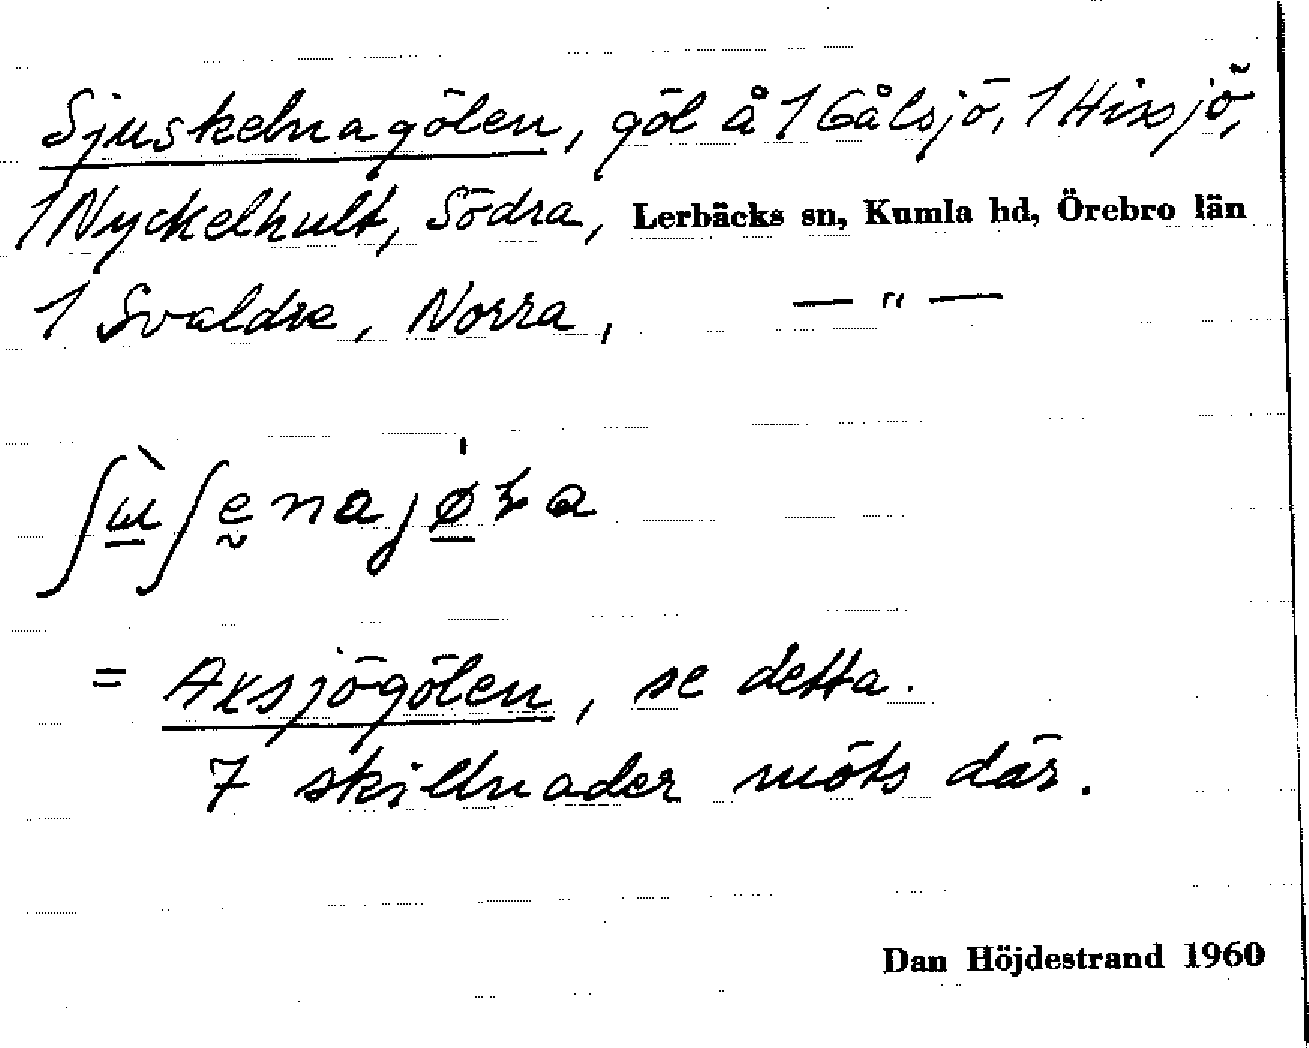 Sjuskelnagölen, göl å 1 Gålsjö, 1 Hissjö,
1 Nyckelhult, Södra, Lerbäcks sn, Kumla hd, Örebro län
1 Svaldre, Norra, — " —
= Axsjögölen, se detta.
7 skillnader möts där.
Dan Höjdestrand 1960